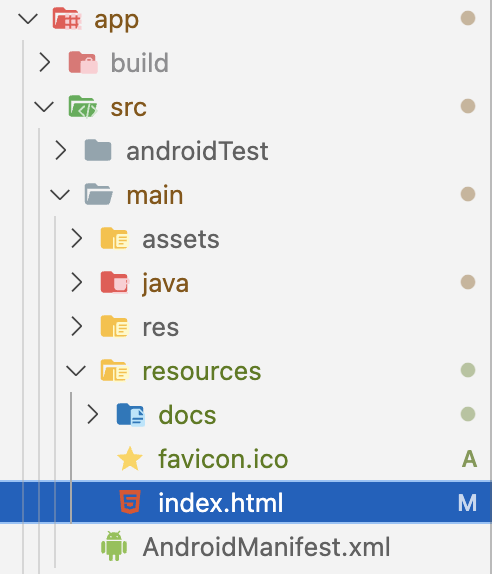 app
build
src
androidTest
main
assets
java
res
resources
docs
favicon.ico A
index.html M
AndroidManifest.xml